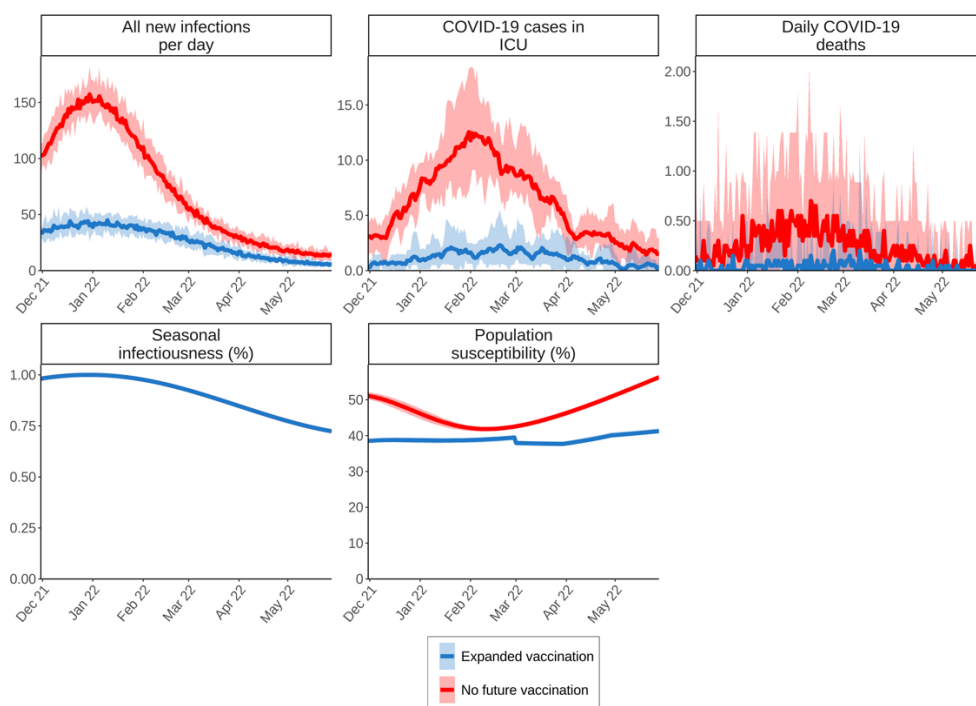 All new infections
per day
150
100
50
0
Dec 21
Jan 22
Feb 22
Mar 22
Apr 22
May 22
COVID-19 cases in
ICU
15.0
10.0
5.0
0.0
Dec 21
Jan 22
Feb 22
Mar 22
Apr 22
May 22
Daily COVID-19
deaths
2.00
1.50
1.00
0.50
0.00
Dec 21
Jan 22
Feb 22
Mar 22
Apr 22
May 22
Seasonal
infectiousness (%)
1.00
0.75
0.50
0.25
0.00
Dec 21
Jan 22
Feb 22
Mar 22
Apr 22
May 22
Population
susceptibility (%)
50
40
30
20
10
0
Dec 21
Jan 22
Feb 22
Mar 22
Apr 22
May 22
Expanded vaccination
No future vaccination